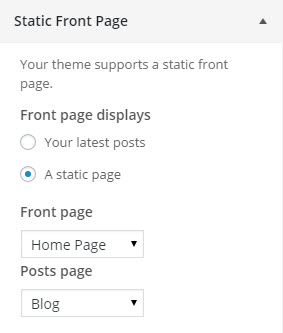 Static Front Page
Your theme supports a static front
page.
Front page displays
Your latest posts
A static page
Front page
Home Page
Posts page
Blog